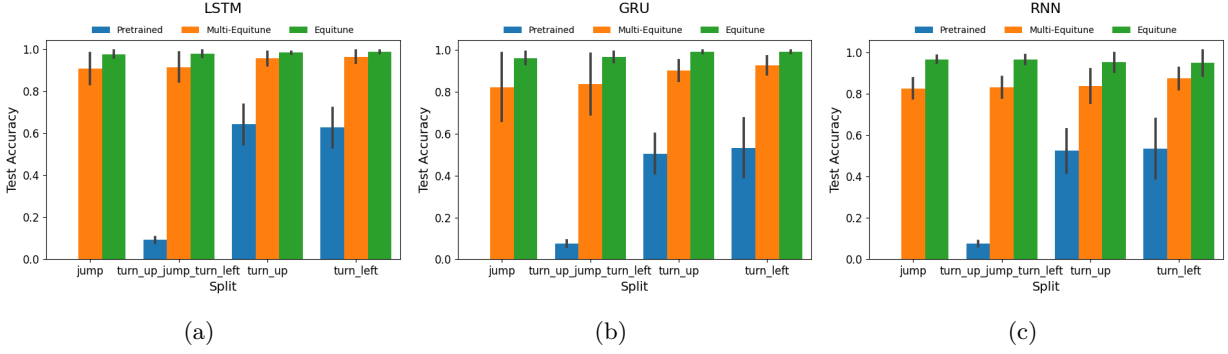 LSTM
Pretrained Multi-Equitune Equitune
Test Accuracy
1.0
0.8
0.6
0.4
0.2
0.0
jump turn_up_jump_turn_left turn_up turn_left
Split
(a)
GRU
Pretrained Multi-Equitune Equitune
Test Accuracy
1.0
0.8
0.6
0.4
0.2
0.0
jump turn_up_jump_turn_left turn_up turn_left
Split
(b)
RNN
Pretrained Multi-Equitune Equitune
Test Accuracy
1.0
0.8
0.6
0.4
0.2
0.0
jump turn_up_jump_turn_left turn_up turn_left
Split
(c)